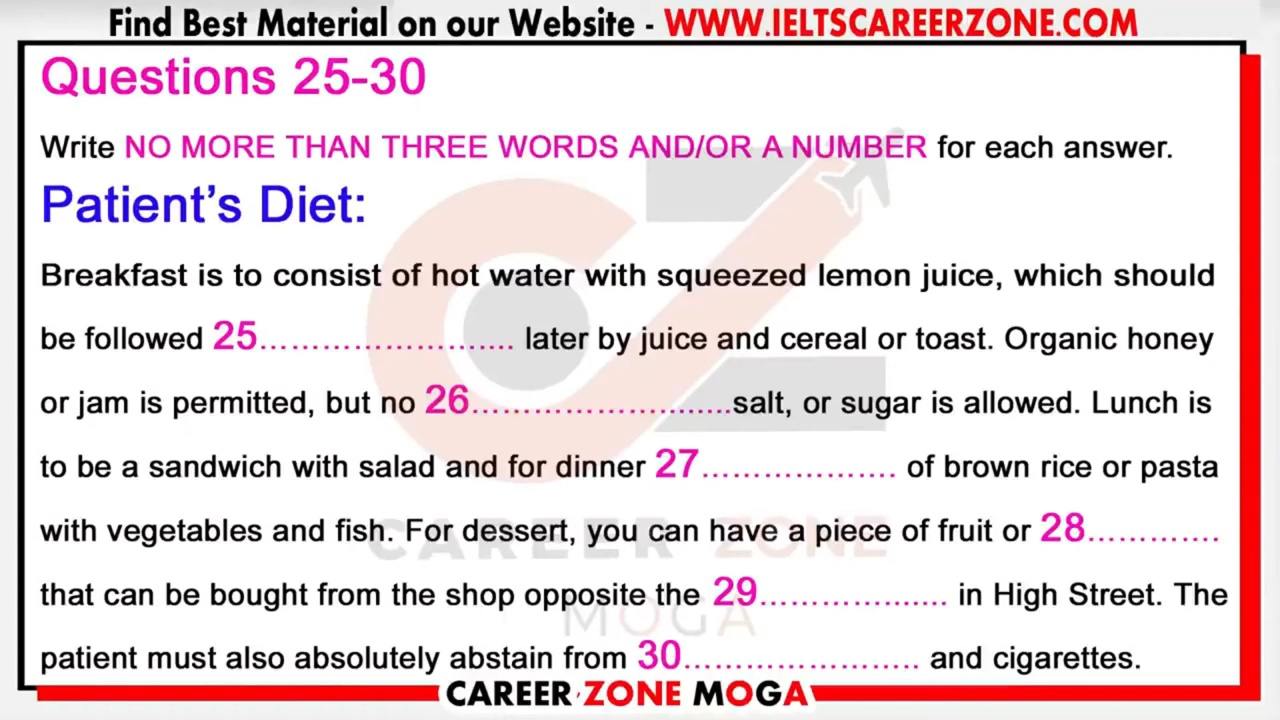 Find Best Material on our Website - WWW.IELTSCAREERZONE.COM
Questions 25-30
Write NO MORE THAN THREE WORDS AND/OR A NUMBER for each answer.
Patient's Diet:
Breakfast is to consist of hot water with squeezed lemon juice, which should
be followed 25........................... later by juice and cereal or toast. Organic honey
or jam is permitted, but no 26...........................salt, or sugar is allowed. Lunch is
to be a sandwich with salad and for dinner 27..................... of brown rice or pasta
with vegetables and fish. For dessert, you can have a piece of fruit or 28..............
that can be bought from the shop opposite the 29..................... in High Street. The
patient must also absolutely abstain from 30......................... and cigarettes.
CAREER ZONE
MOGA
CAREER ZONE MOGA